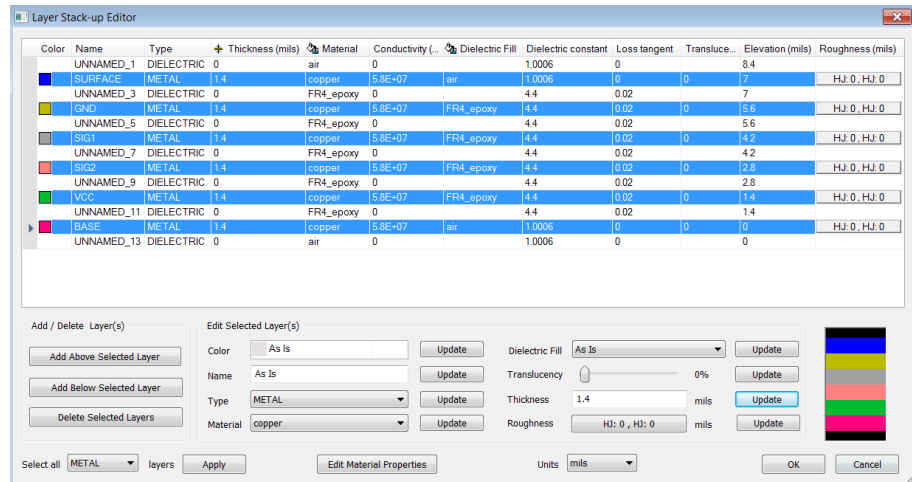 Layer Stack-up Editor
Color Name Type Thickness (mils) Material Conductivity (... Dielectric Fill Dielectric constant Loss tangent Transluce... Elevation (mils) Roughness (mils)
UNNAMED_1 DIELECTRIC 0 air 0 1.0006 0 8.4
SURFACE METAL 1.4 copper 5.8E+07 air 1.0006 0 0 7 HJ: 0 , HJ: 0
UNNAMED_3 DIELECTRIC 0 FR4_epoxy 0 4.4 0.02 7
GND METAL 1.4 copper 5.8E+07 FR4_epoxy 4.4 0.02 0 5.6 HJ: 0 , HJ: 0
UNNAMED_5 DIELECTRIC 0 FR4_epoxy 0 4.4 0.02 5.6
SIG1 METAL 1.4 copper 5.8E+07 FR4_epoxy 4.4 0.02 0 4.2 HJ: 0 , HJ: 0
UNNAMED_7 DIELECTRIC 0 FR4_epoxy 0 4.4 0.02 4.2
SIG2 METAL 1.4 copper 5.8E+07 FR4_epoxy 4.4 0.02 0 2.8 HJ: 0 , HJ: 0
UNNAMED_9 DIELECTRIC 0 FR4_epoxy 0 4.4 0.02 2.8
VCC METAL 1.4 copper 5.8E+07 FR4_epoxy 4.4 0.02 0 1.4 HJ: 0 , HJ: 0
UNNAMED_11 DIELECTRIC 0 FR4_epoxy 0 4.4 0.02 1.4
BASE METAL 1.4 copper 5.8E+07 air 1.0006 0 0 0 HJ: 0 , HJ: 0
UNNAMED_13 DIELECTRIC 0 air 0 1.0006 0 0
Add / Delete Layer(s)
Add Above Selected Layer
Add Below Selected Layer
Delete Selected Layers
Edit Selected Layer(s)
Color As Is Update
Name As Is Update
Type METAL Update
Material copper Update
Dielectric Fill As Is Update
Translucency 0% Update
Thickness 1.4 mils Update
Roughness HJ: 0 , HJ: 0 mils Update
Select all METAL layers Apply Edit Material Properties Units mils OK Cancel